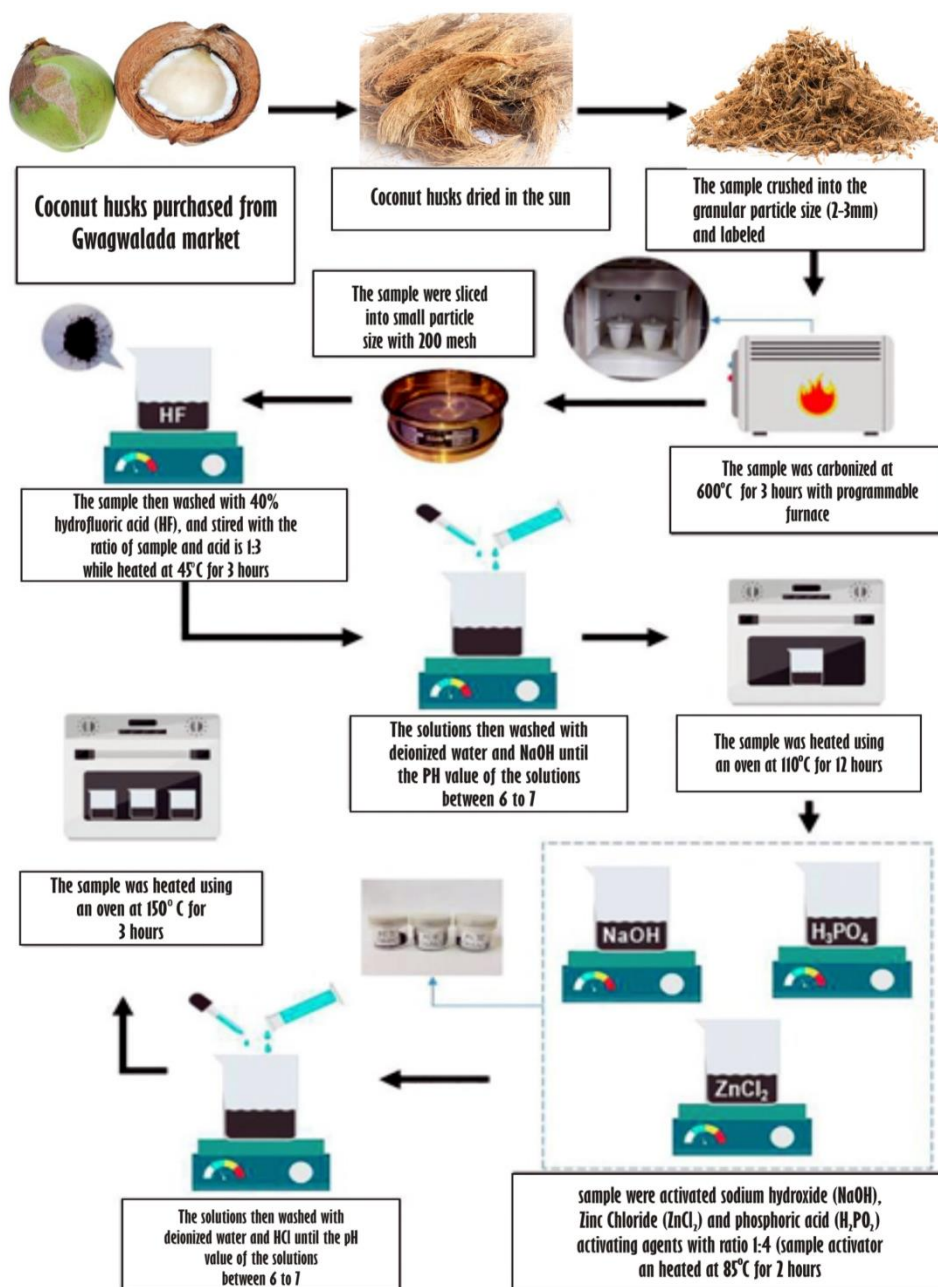 Coconut husks purchased from
Gwagwalada market
Coconut husks dried in the sun
The sample crushed into the
granular particle size (2-3mm)
and labeled
The sample were sliced
into small particle
size with 200 mesh
HF
The sample was carbonized at
600°C for 3 hours with programmable
furnace
The sample then washed with 40%
hydrofluoric acid (HF), and stired with the
ratio of sample and acid is 1:3
while heated at 45°C for 3 hours
The solutions then washed with
deionized water and NaOH until
the PH value of the solutions
between 6 to 7
The sample was heated using
an oven at 110°C for 12 hours
NaOH
H₃PO₄
ZnCl₂
sample were activated sodium hydroxide (NaOH),
Zinc Chloride (ZnCl₂) and phosphoric acid (H₂PO₂)
activating agents with ratio 1:4 (sample activator
an heated at 85°C for 2 hours
The solutions then washed with
deionized water and HCl until the pH
value of the solutions
between 6 to 7
The sample was heated using
an oven at 150° C for
3 hours